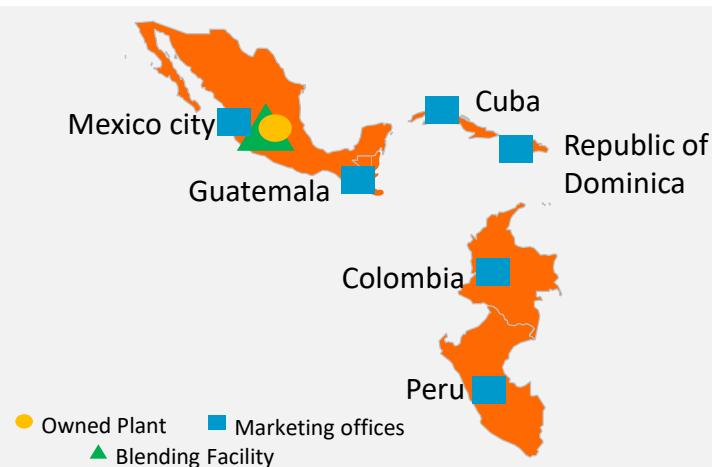 Cuba
Mexico city
Republic of
Dominica
Guatemala
Colombia
Peru
Owned Plant
Marketing offices
Blending Facility